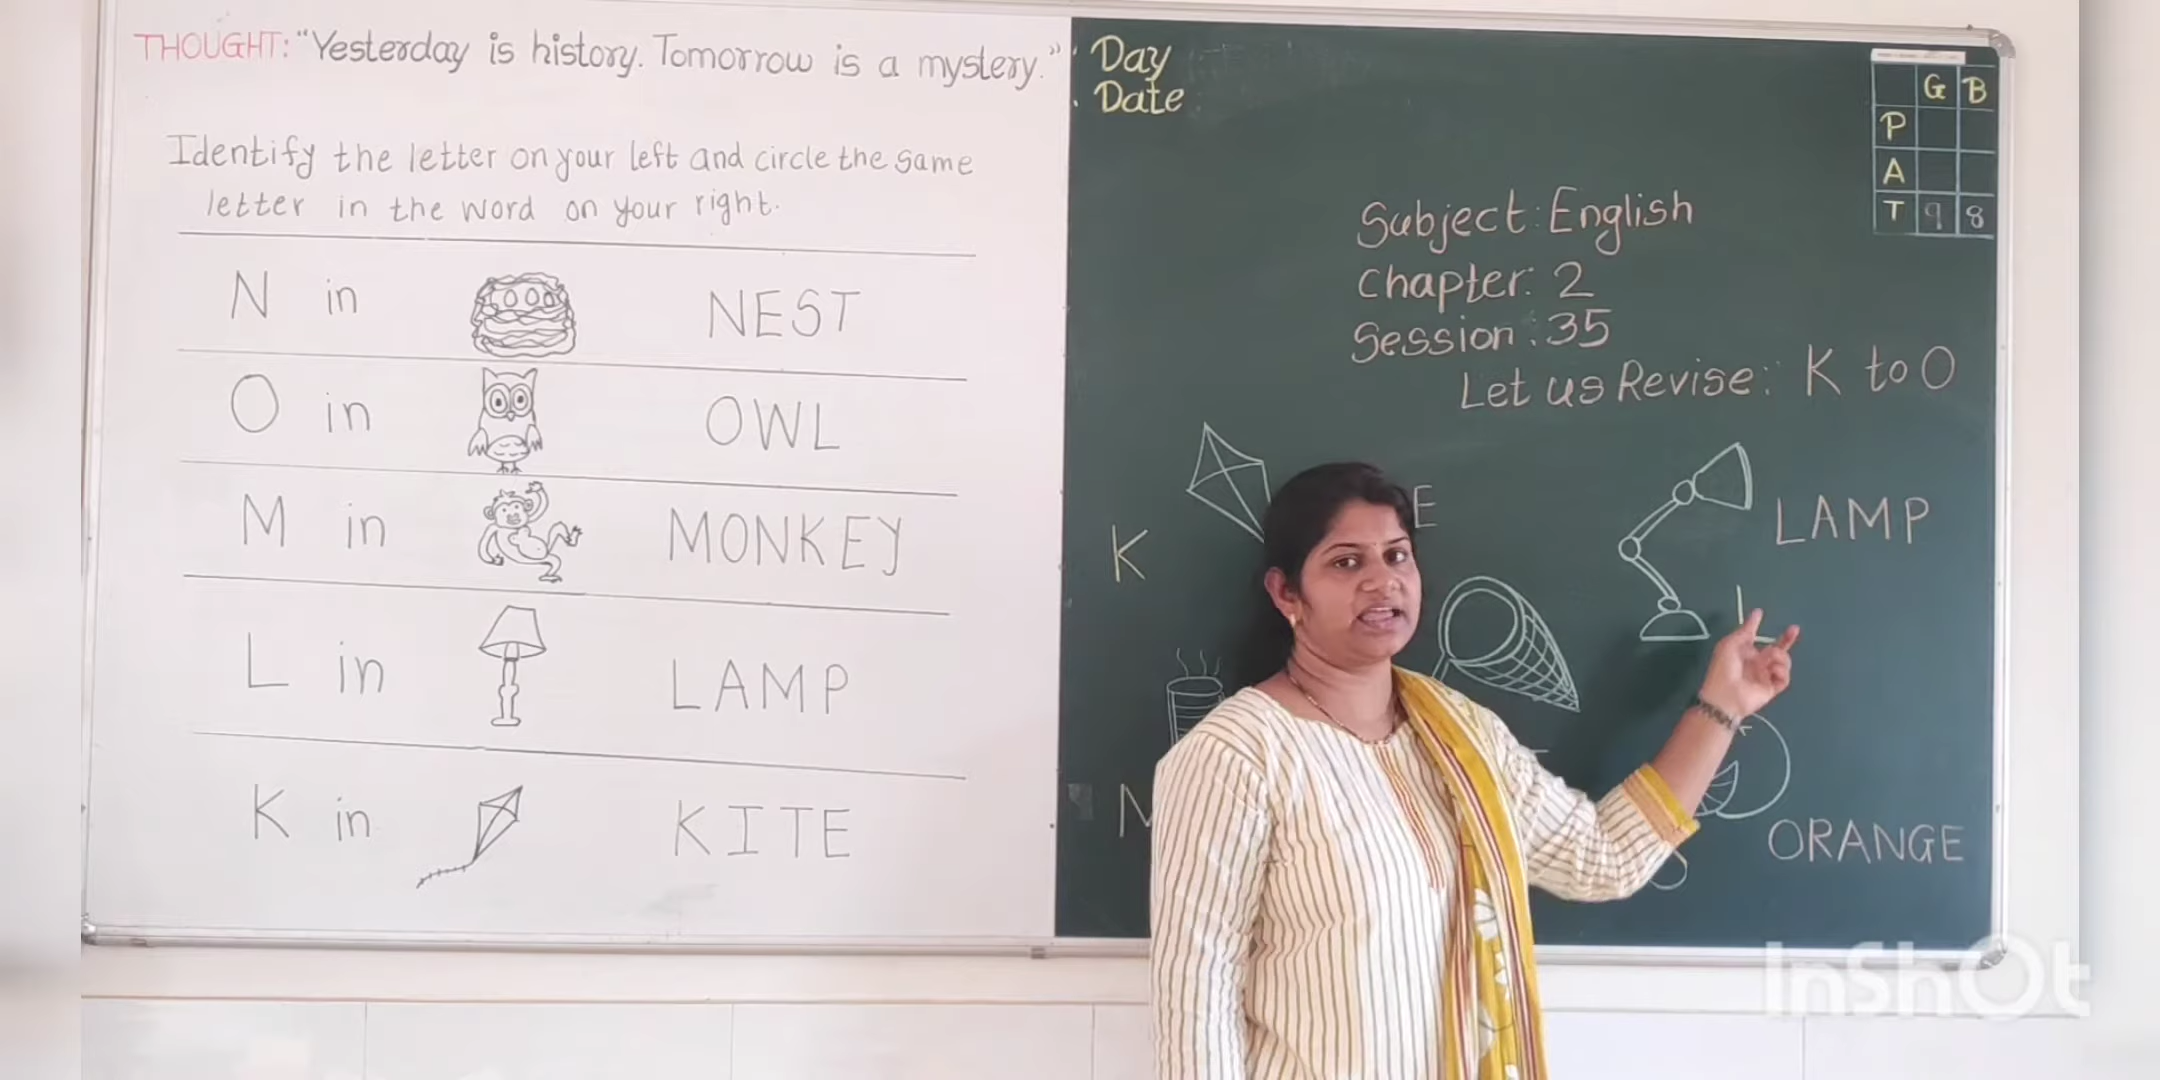 THOUGHT: "Yesterday is history. Tomorrow is a mystery."
Identify the letter on your left and circle the same
letter in the word on your right.
N in NEST
O in OWL
M in MONKEY
L in LAMP
K in KITE
Day
Date
G B
P
A
T 9 8
Subject: English
Chapter: 2
Session: 35
Let us Revise: K to O
K
E
LAMP
L
N
ORANGE
InShOt